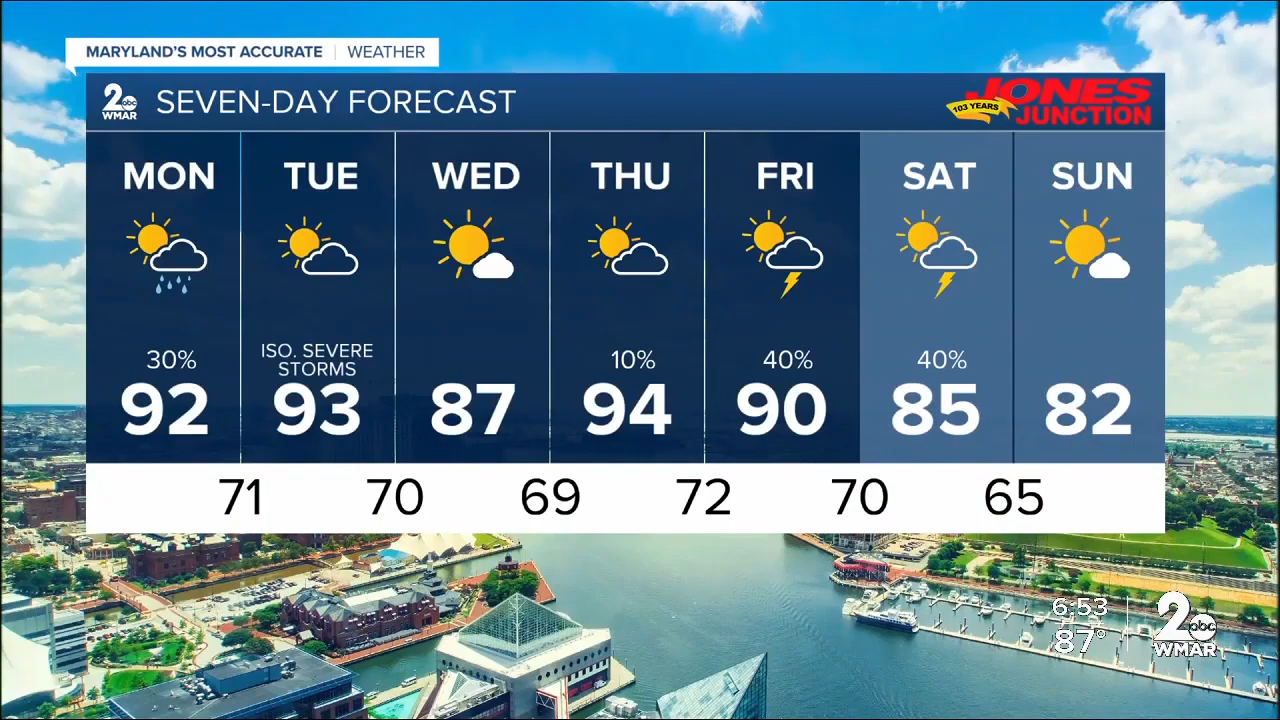 MARYLAND'S MOST ACCURATE | WEATHER
2 abc
WMAR
SEVEN-DAY FORECAST
103 YEARS
JONES
JUNCTION
MON TUE WED THU FRI SAT SUN
30% ISO. SEVERE STORMS 10% 40% 40%
92 93 87 94 90 85 82
71 70 69 72 70 65
6:53
87°
2 abc
WMAR